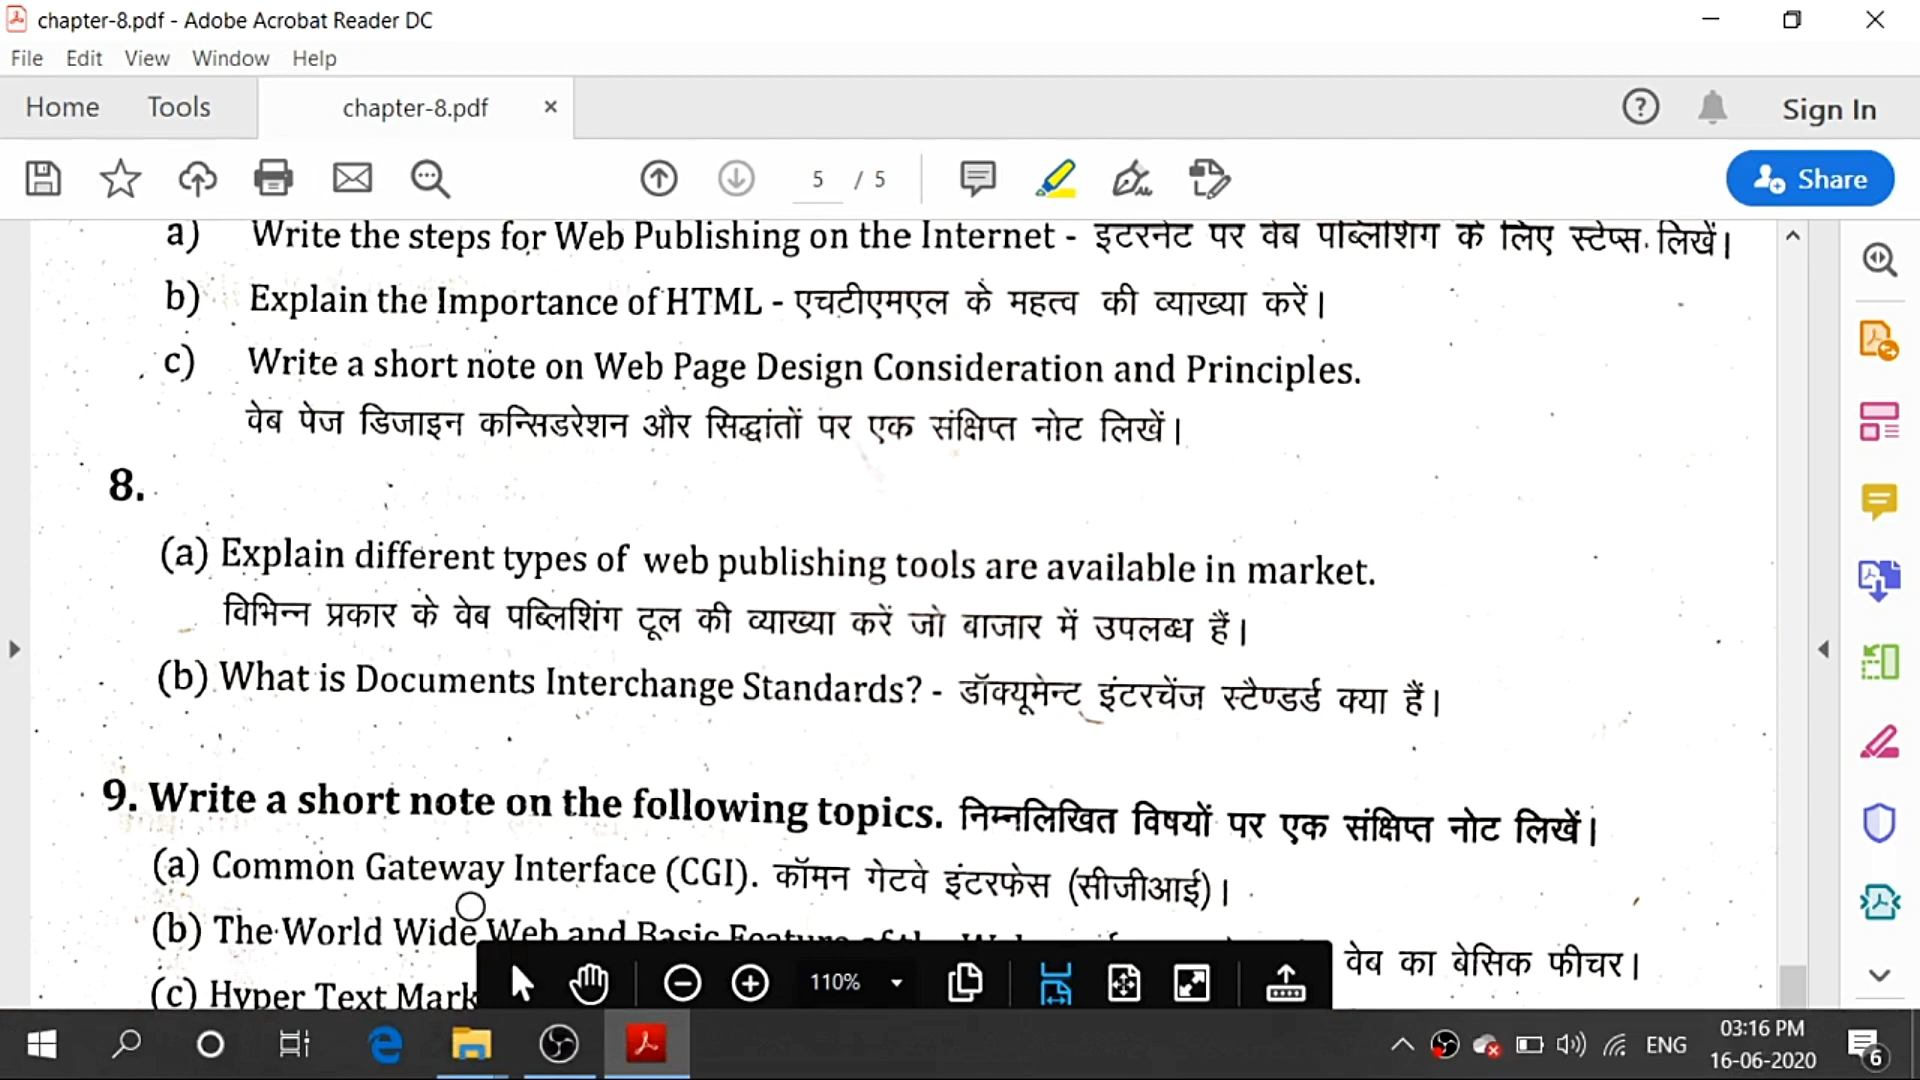 chapter-8.pdf - Adobe Acrobat Reader DC
File Edit View Window Help
Home Tools chapter-8.pdf × Sign In
5 / 5 Share
a) Write the steps for Web Publishing on the Internet - इंटरनेट पर वेब पब्लिशिंग के लिए स्टेप्स लिखें।
b) Explain the Importance of HTML - एचटीएमएल के महत्व की व्याख्या करें।
c) Write a short note on Web Page Design Consideration and Principles.
वेब पेज डिजाइन कन्सिडरेशन और सिद्धांतों पर एक संक्षिप्त नोट लिखें।
8.
(a) Explain different types of web publishing tools are available in market.
विभिन्न प्रकार के वेब पब्लिशिंग टूल की व्याख्या करें जो बाजार में उपलब्ध हैं।
(b) What is Documents Interchange Standards? - डॉक्यूमेन्ट इंटरचेंज स्टैण्डर्ड क्या हैं।
9. Write a short note on the following topics. निम्नलिखित विषयों पर एक संक्षिप्त नोट लिखें।
(a) Common Gateway Interface (CGI). कॉमन गेटवे इंटरफेस (सीजीआई)।
(b) The World Wide Web and Basic Feature of the Web वेब का बेसिक फीचर।
(c) Hyper Text Mark
110%
ENG
03:16 PM
16-06-2020
6